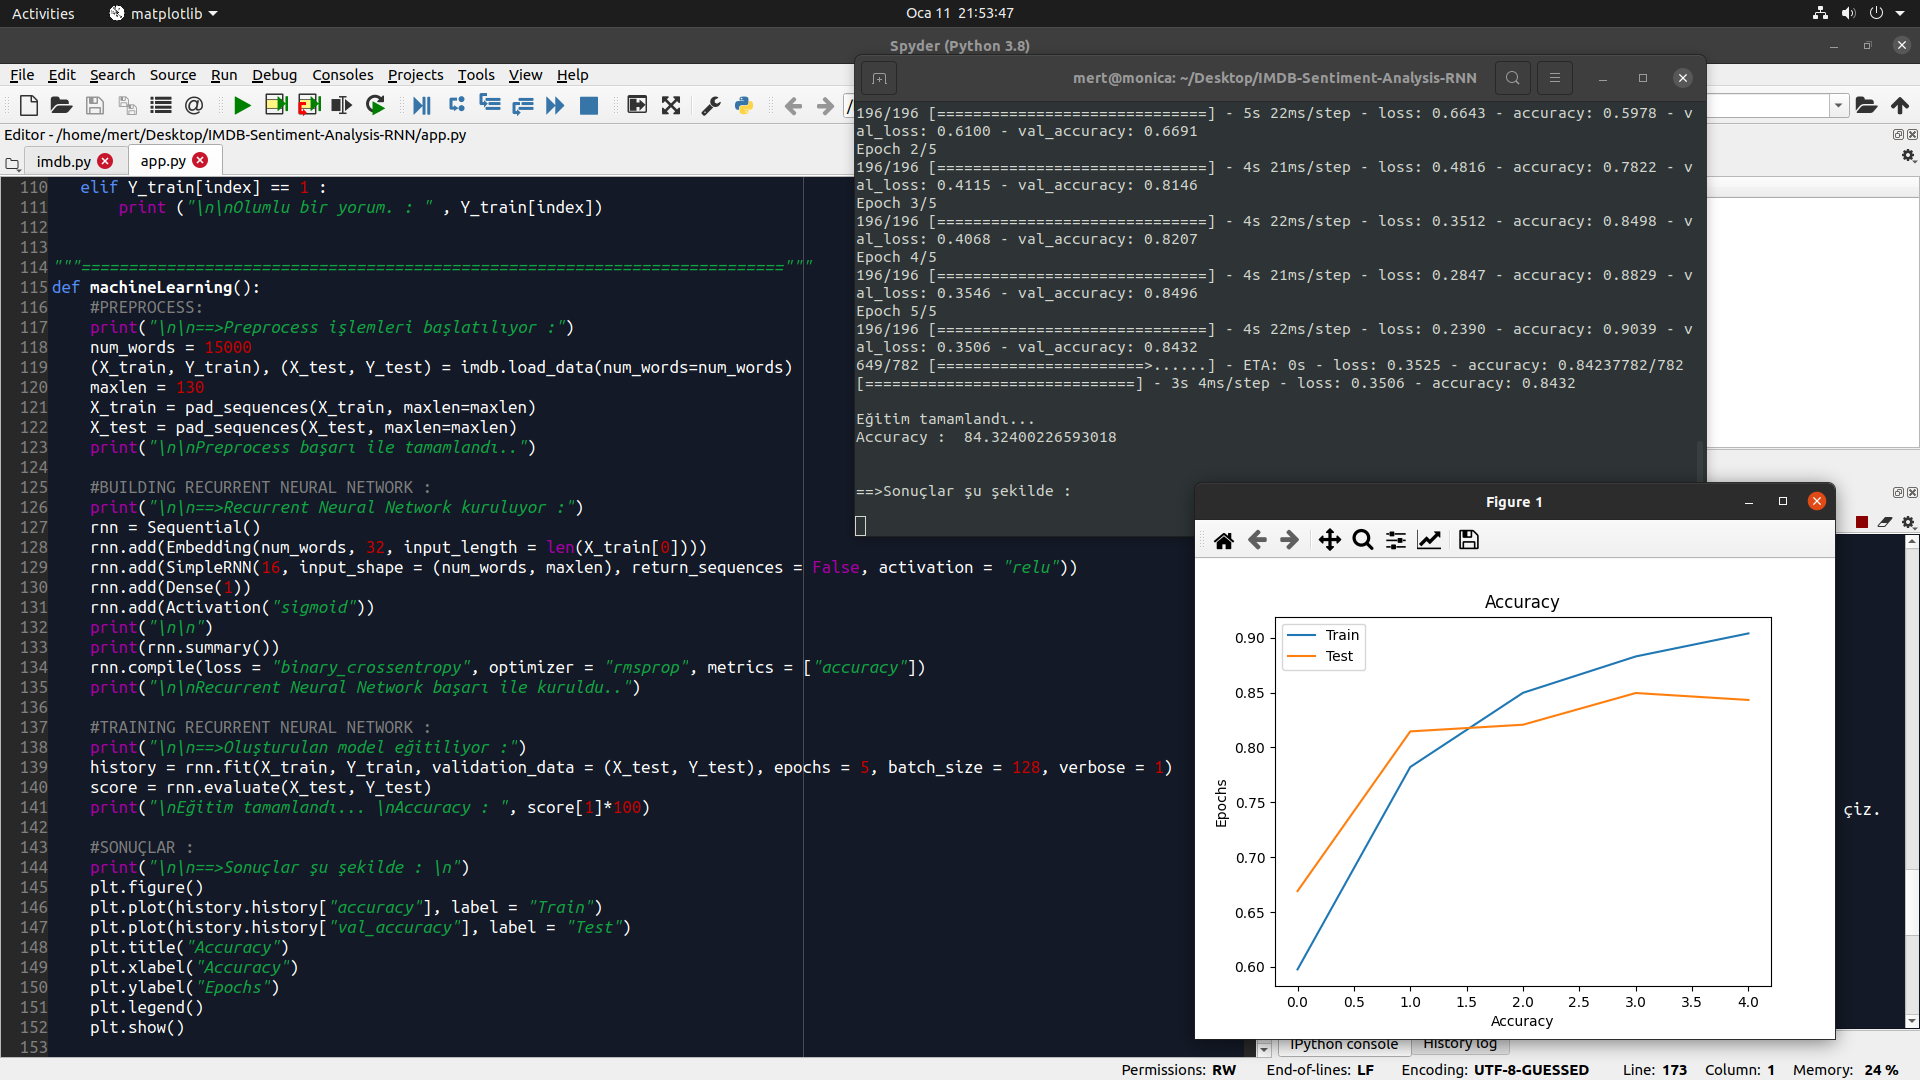 Activities
matplotlib
Oca 11  21:53:47
Spyder (Python 3.8)
File Edit Search Source Run Debug Consoles Projects Tools View Help
Editor - /home/mert/Desktop/IMDB-Sentiment-Analysis-RNN/app.py
imdb.py
app.py
110 elif Y_train[index] == 1 :
111 print ("\n\nOlumlu bir yorum. : " , Y_train[index])
112
113
114 """=========================================================================="""
115 def machineLearning():
116 #PREPROCESS:
117 print("\n\n==>Preprocess işlemleri başlatılıyor :")
118 num_words = 15000
119 (X_train, Y_train), (X_test, Y_test) = imdb.load_data(num_words=num_words)
120 maxlen = 130
121 X_train = pad_sequences(X_train, maxlen=maxlen)
122 X_test = pad_sequences(X_test, maxlen=maxlen)
123 print("\n\nPreprocess başarı ile tamamlandı..")
124
125 #BUILDING RECURRENT NEURAL NETWORK :
126 print("\n\n==>Recurrent Neural Network kuruluyor :")
127 rnn = Sequential()
128 rnn.add(Embedding(num_words, 32, input_length = len(X_train[0])))
129 rnn.add(SimpleRNN(16, input_shape = (num_words, maxlen), return_sequences = False, activation = "relu"))
130 rnn.add(Dense(1))
131 rnn.add(Activation("sigmoid"))
132 print("\n\n")
133 print(rnn.summary())
134 rnn.compile(loss = "binary_crossentropy", optimizer = "rmsprop", metrics = ["accuracy"])
135 print("\n\nRecurrent Neural Network başarı ile kuruldu..")
136
137 #TRAINING RECURRENT NEURAL NETWORK :
138 print("\n\n==>Oluşturulan model eğitiliyor :")
139 history = rnn.fit(X_train, Y_train, validation_data = (X_test, Y_test), epochs = 5, batch_size = 128, verbose = 1)
140 score = rnn.evaluate(X_test, Y_test)
141 print("\nEğitim tamamlandı... \nAccuracy : ", score[1]*100)
142
143 #SONUÇLAR :
144 print("\n\n==>Sonuçlar şu şekilde : \n")
145 plt.figure()
146 plt.plot(history.history["accuracy"], label = "Train")
147 plt.plot(history.history["val_accuracy"], label = "Test")
148 plt.title("Accuracy")
149 plt.xlabel("Accuracy")
150 plt.ylabel("Epochs")
151 plt.legend()
152 plt.show()
153
mert@monica: ~/Desktop/IMDB-Sentiment-Analysis-RNN
196/196 [==============================] - 5s 22ms/step - loss: 0.6643 - accuracy: 0.5978 - v
al_loss: 0.6100 - val_accuracy: 0.6691
Epoch 2/5
196/196 [==============================] - 4s 21ms/step - loss: 0.4816 - accuracy: 0.7822 - v
al_loss: 0.4115 - val_accuracy: 0.8146
Epoch 3/5
196/196 [==============================] - 4s 22ms/step - loss: 0.3512 - accuracy: 0.8498 - v
al_loss: 0.4068 - val_accuracy: 0.8207
Epoch 4/5
196/196 [==============================] - 4s 21ms/step - loss: 0.2847 - accuracy: 0.8829 - v
al_loss: 0.3546 - val_accuracy: 0.8496
Epoch 5/5
196/196 [==============================] - 4s 22ms/step - loss: 0.2390 - accuracy: 0.9039 - v
al_loss: 0.3506 - val_accuracy: 0.8432
649/782 [=======================>......] - ETA: 0s - loss: 0.3525 - accuracy: 0.84237782/782
[==============================] - 3s 4ms/step - loss: 0.3506 - accuracy: 0.8432
Eğitim tamamlandı...
Accuracy :  84.32400226593018
==>Sonuçlar şu şekilde :
Figure 1
Accuracy
Train
Test
0.90
0.85
0.80
0.75
0.70
0.65
0.60
Epochs
0.0 0.5 1.0 1.5 2.0 2.5 3.0 3.5 4.0
Accuracy
çiz.
IPython console
History log
Permissions: RW End-of-lines: LF Encoding: UTF-8-GUESSED Line: 173 Column: 1 Memory: 24 %